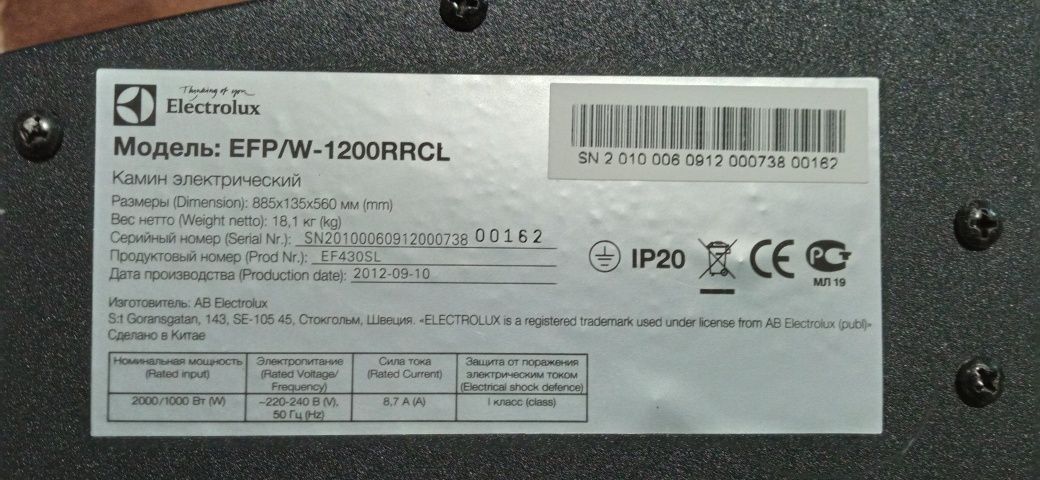 Thinking of you
Electrolux
Модель: EFP/W-1200RRCL
SN 2 010 006 0912 000738 00162
Камин электрический
Размеры (Dimension): 885x135x560 мм (mm)
Вес нетто (Weight netto): 18,1 кг (kg)
Серийный номер (Serial Nr.): SN20100060912000738 00162
Продуктовый номер (Prod Nr.): EF430SL
Дата производства (Production date): 2012-09-10
IP20
CE
МЛ 19
Изготовитель: AB Electrolux
S:t Goransgatan, 143, SE-105 45, Стокгольм, Швеция. «ELECTROLUX is a registered trademark used under license from AB Electrolux (publ)»
Сделано в Китае
Номинальная мощность (Rated input)
Электропитание (Rated Voltage/ Frequency)
Сила тока (Rated Current)
Защита от поражения электрическим током (Electrical shock defence)
2000/1000 Вт (W)
~220-240 В (V), 50 Гц (Hz)
8,7 А (A)
I класс (class)